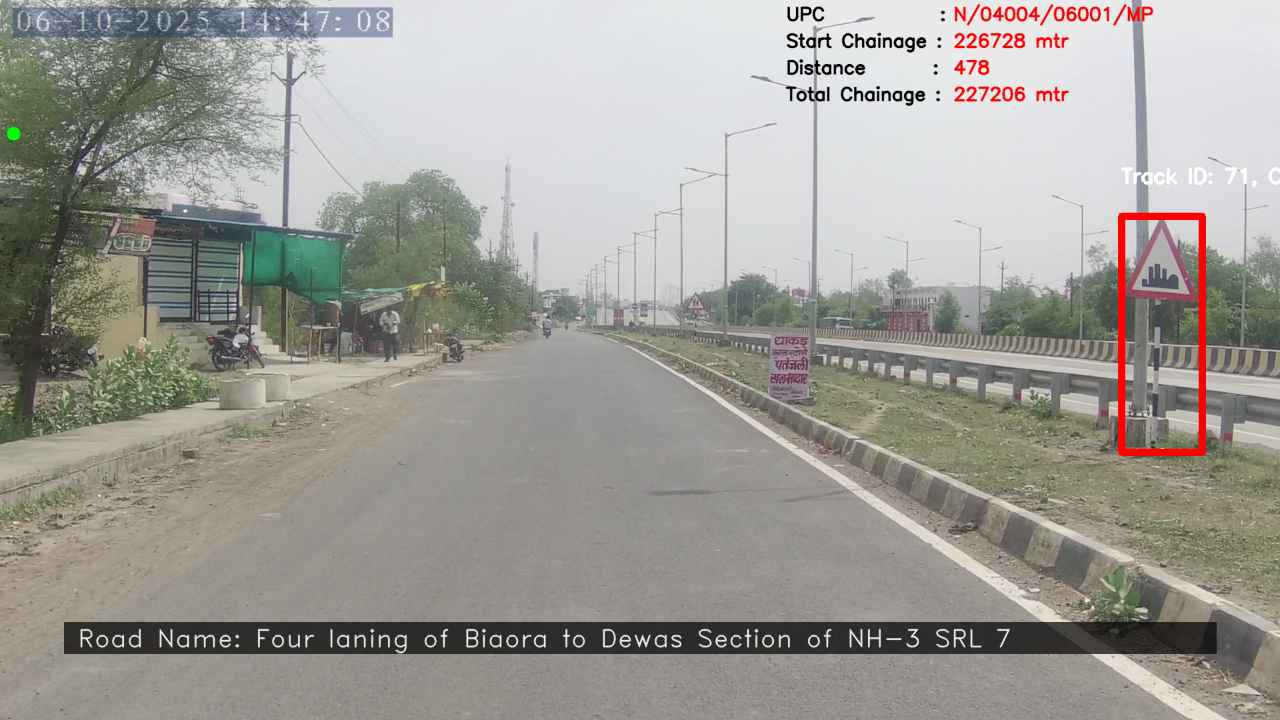 06-10-2025 14:47:08
UPC : N/04004/06001/MP
Start Chainage : 226728 mtr
Distance : 478
Total Chainage : 227206 mtr
Track ID: 71, C
धाकड़
पतंजली
Road Name: Four laning of Biaora to Dewas Section of NH-3 SRL 7